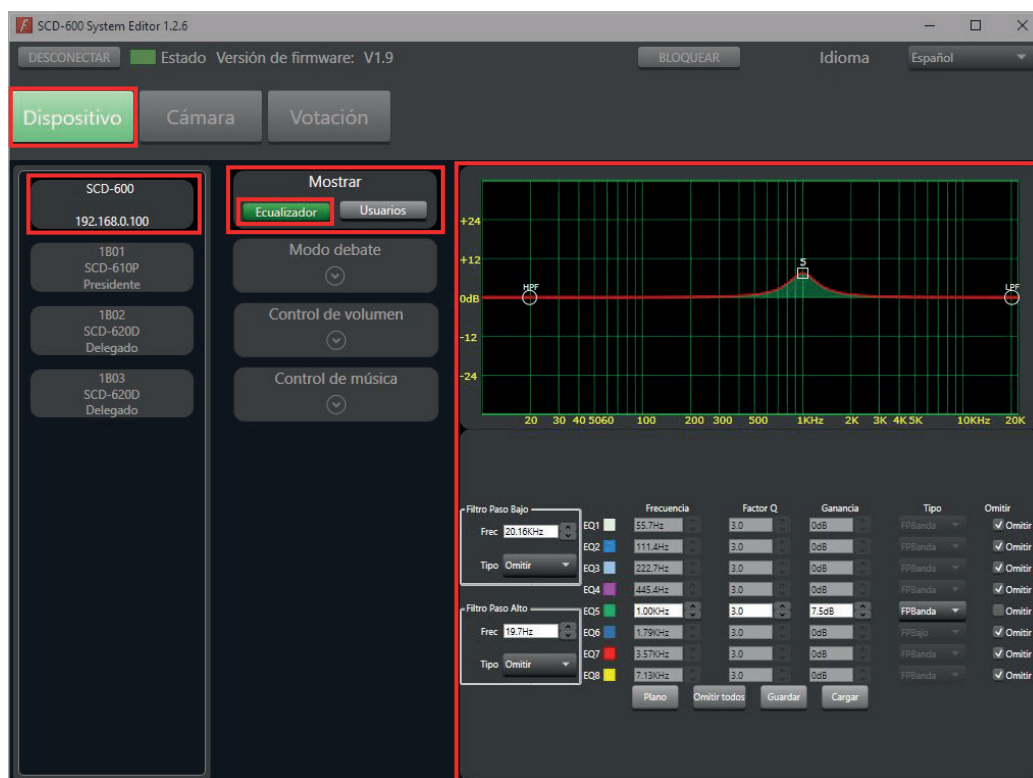 SCD-600 System Editor 1.2.6
DESCONECTAR Estado Versión de firmware: V1.9 BLOQUEAR Idioma Español
Dispositivo Cámara Votación
SCD-600
192.168.0.100
1B01
SCD-610P
Presidente
1B02
SCD-620D
Delegado
1B03
SCD-620D
Delegado
Mostrar
Ecualizador Usuarios
Modo debate
Control de volumen
Control de música
+24
+12
0dB
-12
-24
HPF
5
LPF
20 30 40 5060 100 200 300 500 1KHz 2K 3K 4K5K 10KHz 20K
Filtro Paso Bajo
Frec 20.16KHz
Tipo Omitir
Filtro Paso Alto
Frec 19.7Hz
Tipo Omitir
Frecuencia Factor Q Ganancia Tipo Omitir
EQ1 55.7Hz 3.0 0dB FPBanda Omitir
EQ2 111.4Hz 3.0 0dB FPBanda Omitir
EQ3 222.7Hz 3.0 0dB FPBanda Omitir
EQ4 445.4Hz 3.0 0dB FPBanda Omitir
EQ5 1.00KHz 3.0 7.5dB FPBanda Omitir
EQ6 1.79KHz 3.0 0dB FPBajo Omitir
EQ7 3.57KHz 3.0 0dB FPBanda Omitir
EQ8 7.13KHz 3.0 0dB FPBanda Omitir
Plano Omitir todos Guardar Cargar